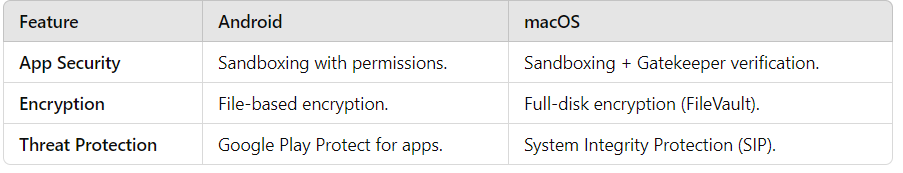 Feature Android macOS
App Security Sandboxing with permissions. Sandboxing + Gatekeeper verification.
Encryption File-based encryption. Full-disk encryption (FileVault).
Threat Protection Google Play Protect for apps. System Integrity Protection (SIP).